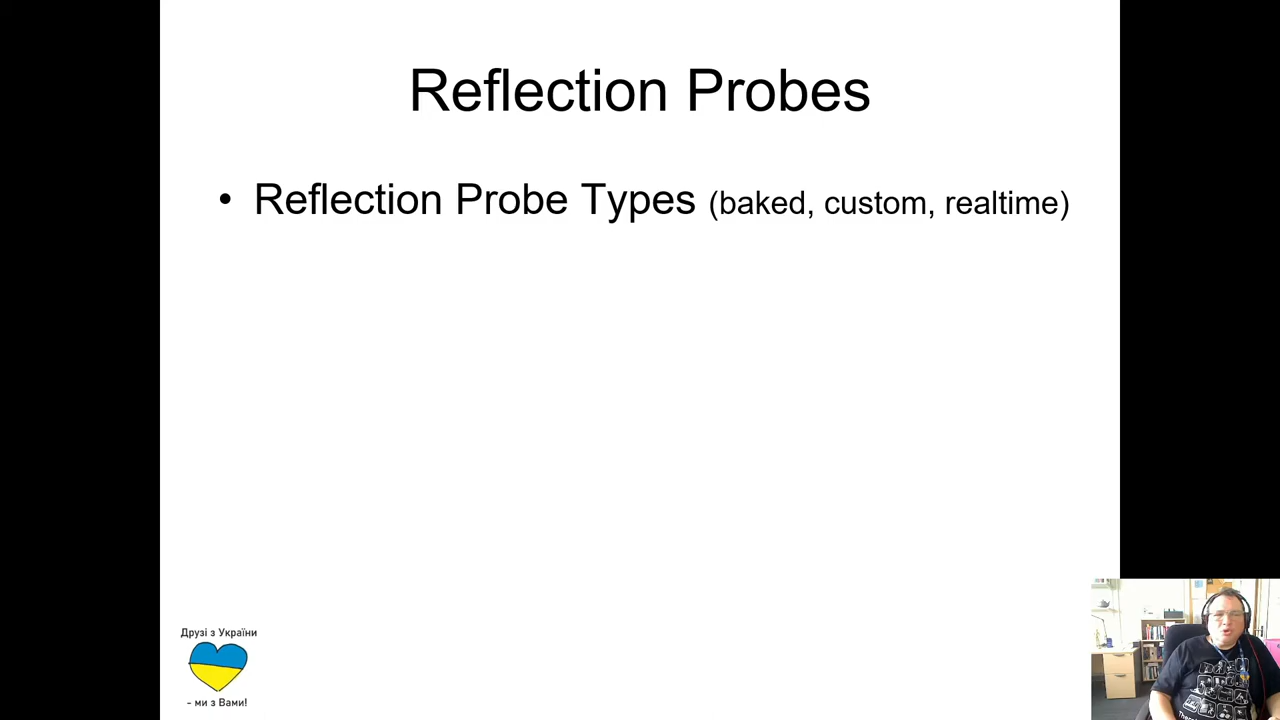 Reflection Probes
• Reflection Probe Types (baked, custom, realtime)
Друзі з України
- ми з Вами!